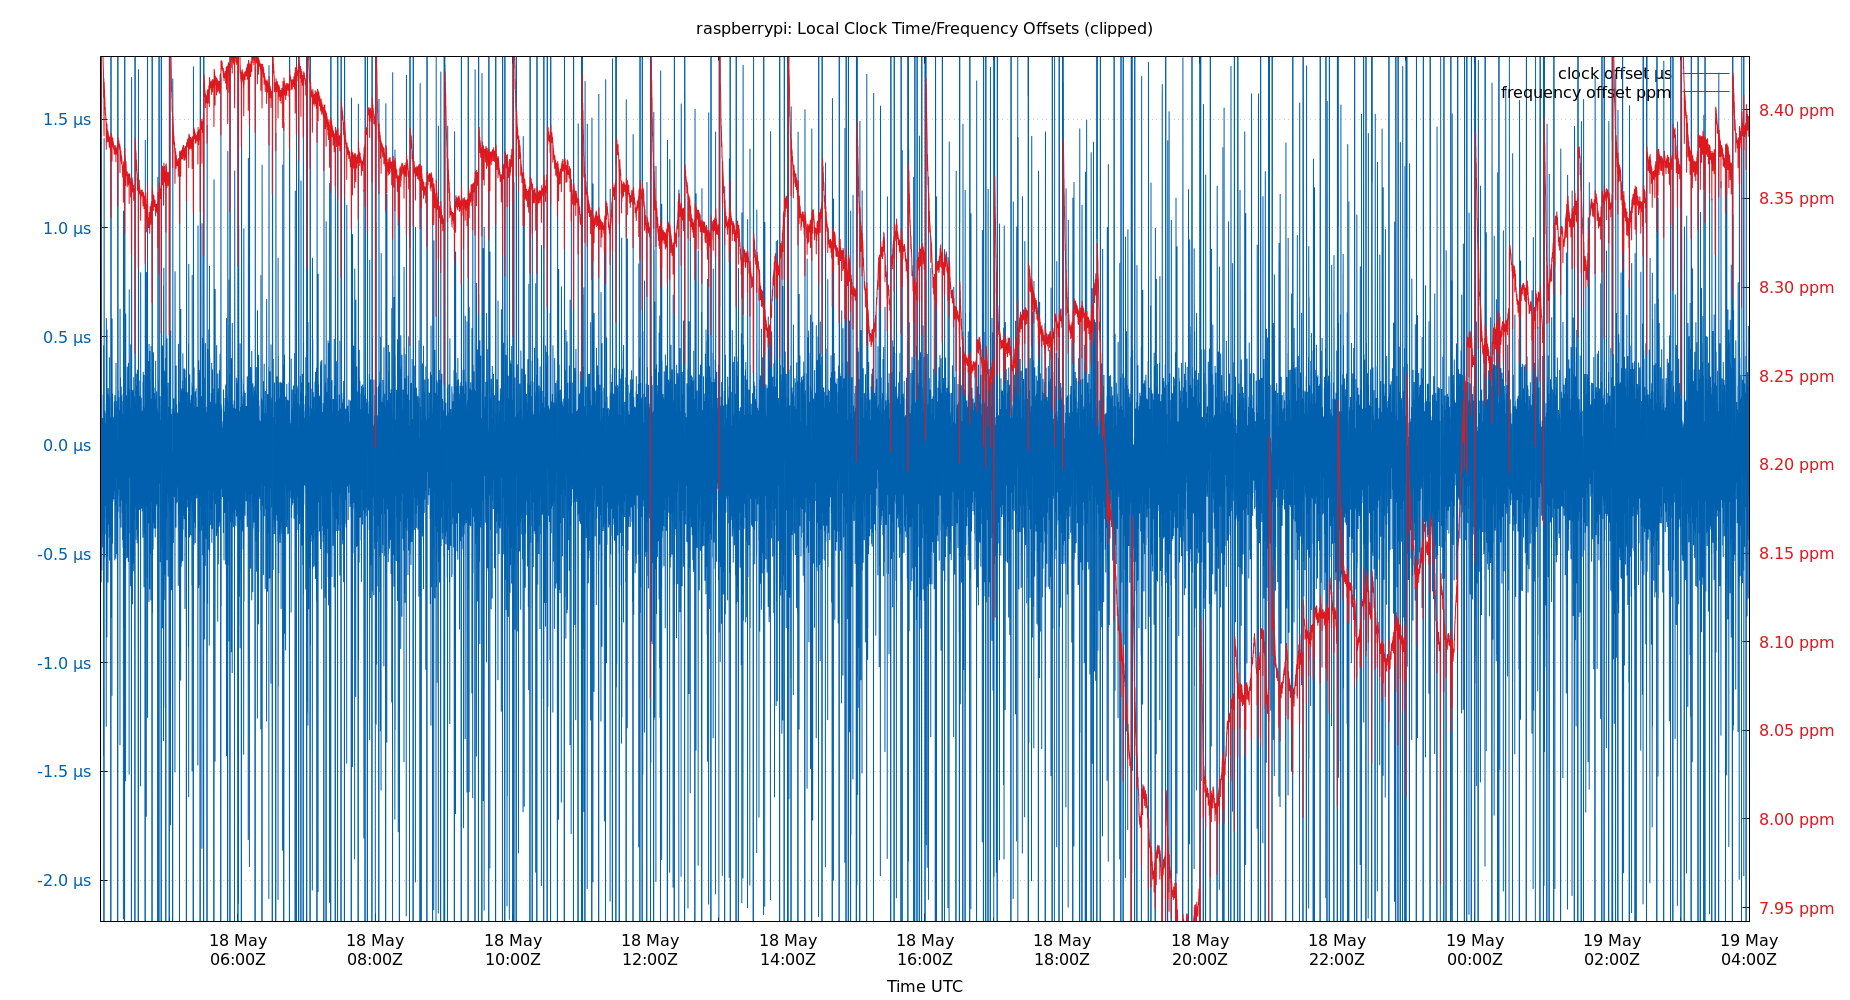 raspberrypi: Local Clock Time/Frequency Offsets (clipped)
clock offset µs
frequency offset ppm
1.5 µs
1.0 µs
0.5 µs
0.0 µs
-0.5 µs
-1.0 µs
-1.5 µs
-2.0 µs
8.40 ppm
8.35 ppm
8.30 ppm
8.25 ppm
8.20 ppm
8.15 ppm
8.10 ppm
8.05 ppm
8.00 ppm
7.95 ppm
18 May 18 May 18 May 18 May 18 May 18 May 18 May 18 May 18 May 19 May 19 May 19 May
06:00Z 08:00Z 10:00Z 12:00Z 14:00Z 16:00Z 18:00Z 20:00Z 22:00Z 00:00Z 02:00Z 04:00Z
Time UTC